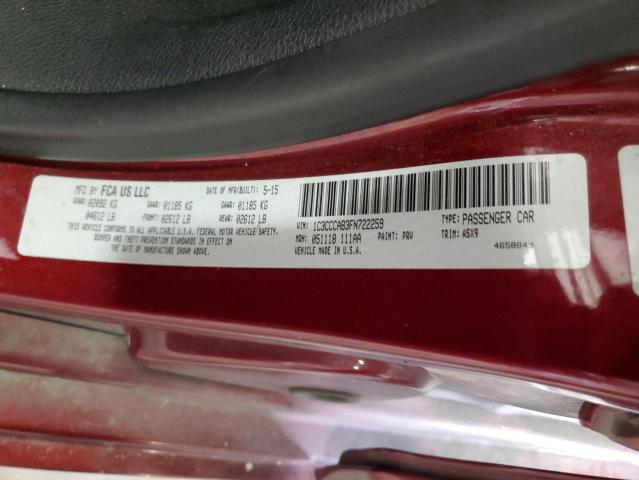 MFD BY FCA US LLC DATE OF MFR(BUILT): 5-15
GVWR: 02092 KG GAWR: 01185 KG GAWR: 01185 KG
04612 LB FRONT: 02612 LB REAR: 02612 LB
THIS VEHICLE CONFORMS TO ALL APPLICABLE U.S.A. FEDERAL MOTOR VEHICLE SAFETY,
BUMPER AND THEFT PREVENTION STANDARDS IN EFFECT ON
THE DATE OF MANUFACTURE SHOWN ABOVE.
VIN: 1C3CCCAB3FN722259 TYPE: PASSENGER CAR
MDH: 051118 111AA PAINT: PRV TRIM: A5X9
VEHICLE MADE IN U.S.A. 4658843